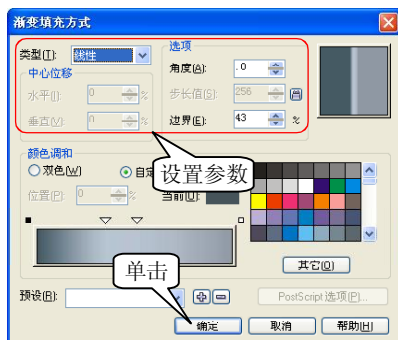 渐变填充方式
类型(T): 线性
选项
角度(A): .0
中心位移
水平(I): 0 %
步长值(S): 256
垂直(V): 0 %
边界(E): 43 %
设置参数
颜色调和
双色(W) 自定
位置(P): 0 %
当前(U):
其它(O)
单击
预设(R):
PostScript 选项(P)...
确定 取消 帮助(H)